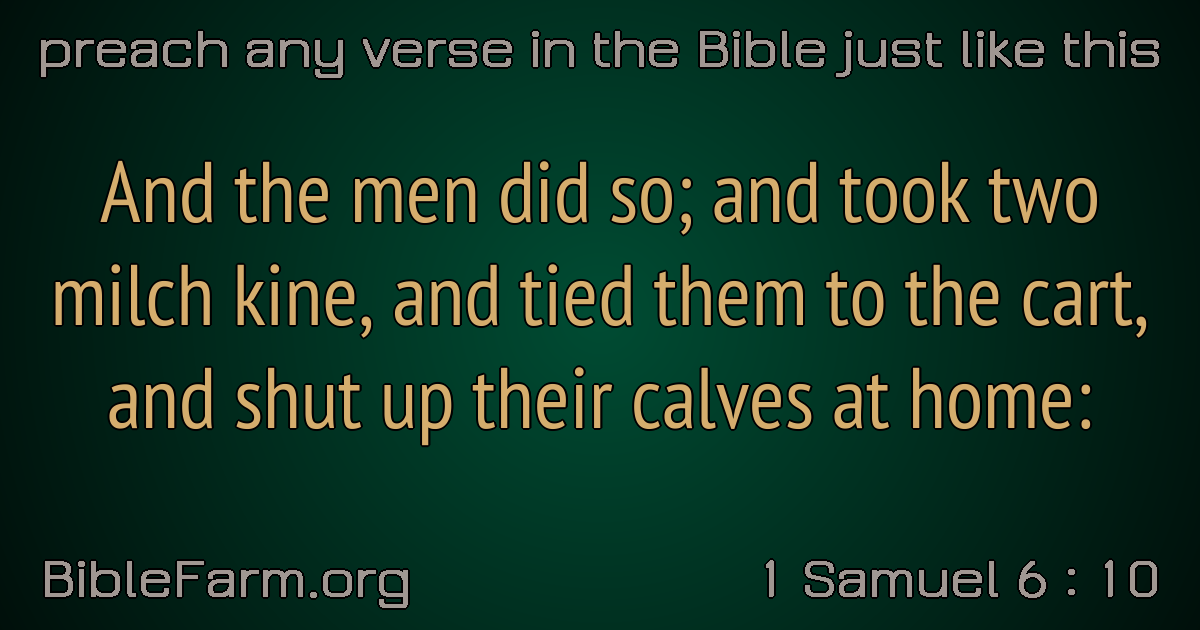 preach any verse in the Bible just like this
And the men did so; and took two
milch kine, and tied them to the cart,
and shut up their calves at home:
BibleFarm.org
1 Samuel 6 : 10